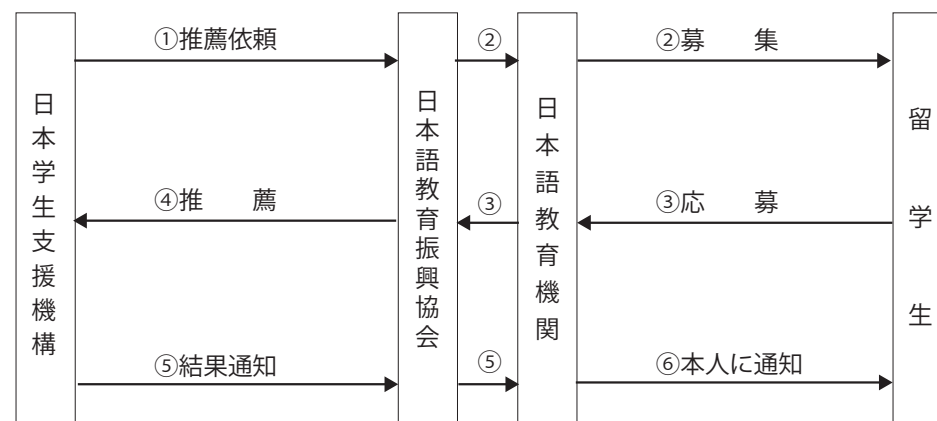 ①推薦依頼
②
②募　　集
日本学生支援機構
日本語教育振興協会
日本語教育機関
留学生
④推　　薦
③
③応　　募
⑤結果通知
⑤
⑥本人に通知